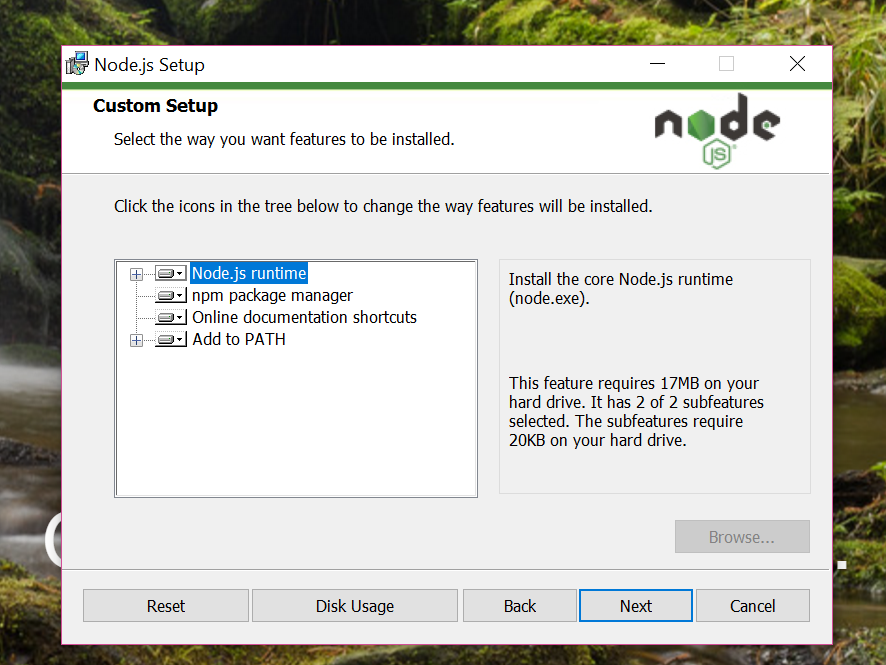 Node.js Setup
Custom Setup
Select the way you want features to be installed.
node
JS
Click the icons in the tree below to change the way features will be installed.
Node.js runtime
npm package manager
Online documentation shortcuts
Add to PATH
Install the core Node.js runtime
(node.exe).
This feature requires 17MB on your
hard drive. It has 2 of 2 subfeatures
selected. The subfeatures require
20KB on your hard drive.
Browse...
Reset
Disk Usage
Back
Next
Cancel